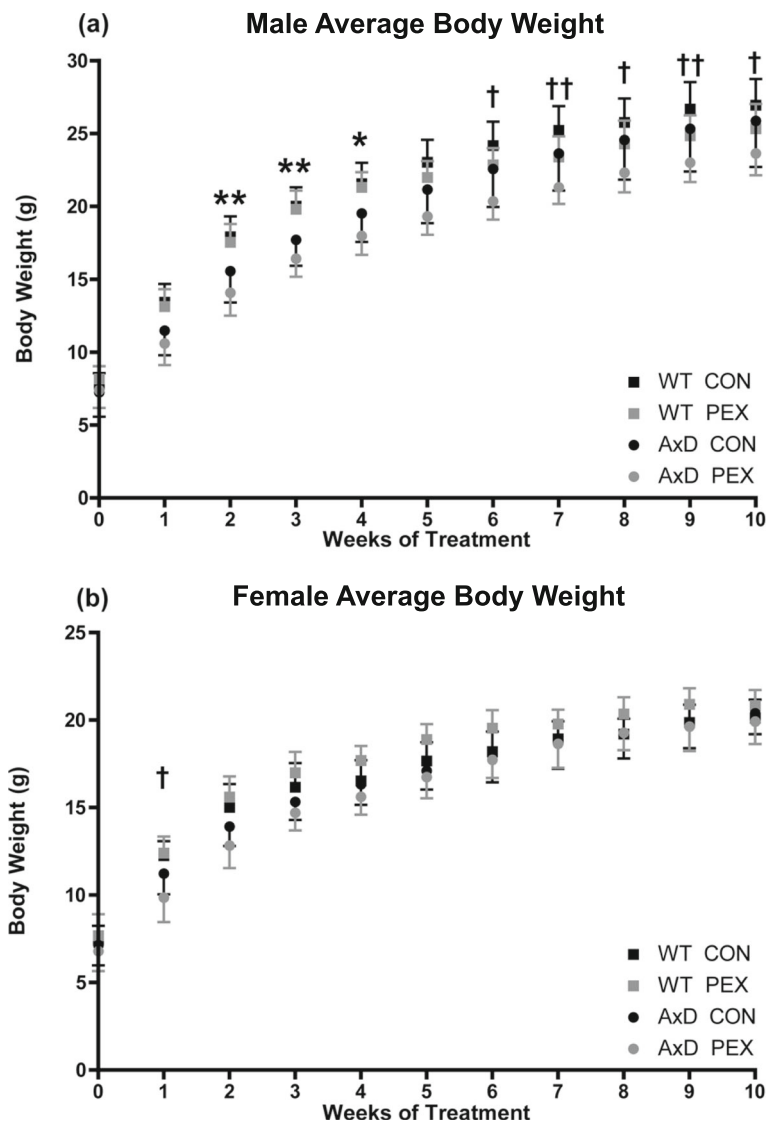 (a) Male Average Body Weight
Body Weight (g)
30
25
20
15
10
5
0
** ** * † †† † †† †
WT CON
WT PEX
AxD CON
AxD PEX
0 1 2 3 4 5 6 7 8 9 10
Weeks of Treatment
(b) Female Average Body Weight
Body Weight (g)
25
20
15
10
5
0
†
WT CON
WT PEX
AxD CON
AxD PEX
0 1 2 3 4 5 6 7 8 9 10
Weeks of Treatment